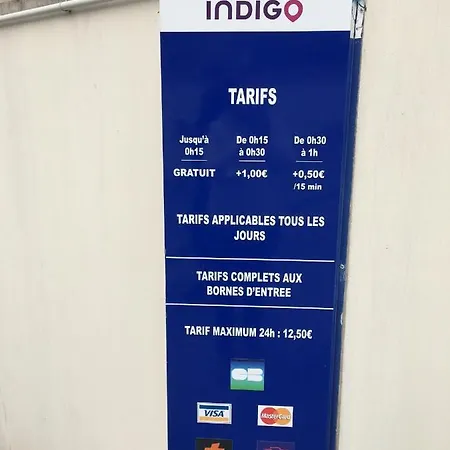 INDIGO
TARIFS
Jusqu'à De 0h15 De 0h30
0h15 à 0h30 à 1h
GRATUIT +1,00€ +0,50€
/15 min
TARIFS APPLICABLES TOUS LES
JOURS
TARIFS COMPLETS AUX
BORNES D'ENTREE
TARIF MAXIMUM 24h : 12,50€
CB
VISA MasterCard